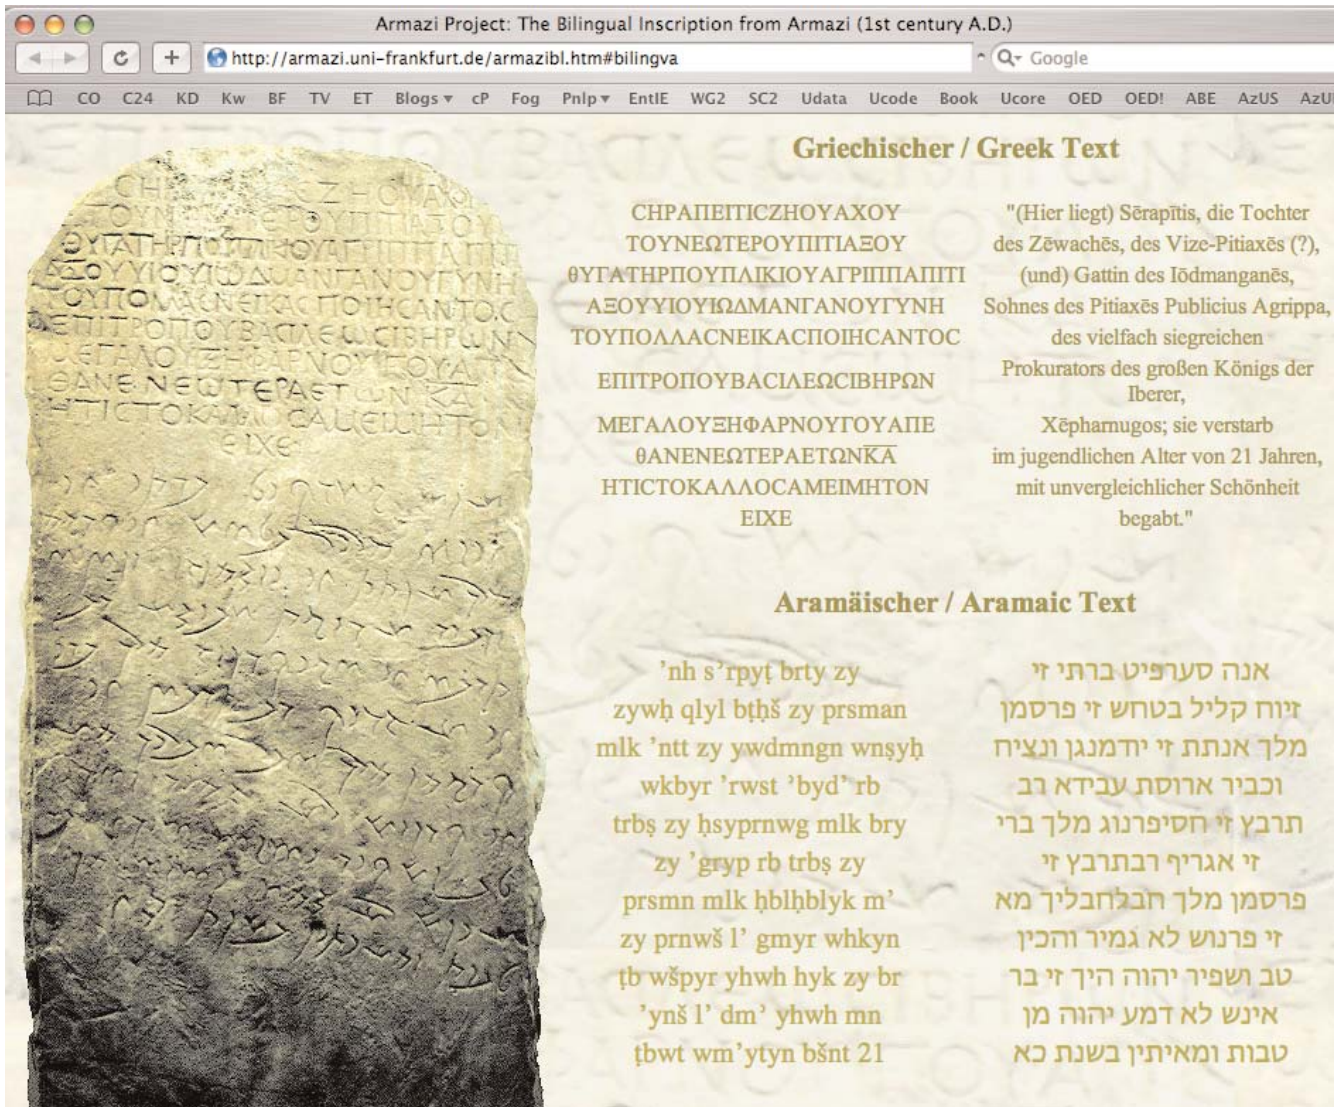 Armazi Project: The Bilingual Inscription from Armazi (1st century A.D.)
http://armazi.uni-frankfurt.de/armazibl.htm#bilingva
Google
CO C24 KD Kw BF TV ET Blogs cP Fog Pnlp EntIE WG2 SC2 Udata Ucode Book Ucore OED OED! ABE AzUS
Griechischer / Greek Text
CΗΡΑΠΕΙΤΙCΖΗΟΥΑΧΟΥ
ΤΟΥΝΕΩΤΕΡΟΥΠΙΤΙΑΞΟΥ
θΥΓΑΤΗΡΠΟΥΠΛΙΚΙΟΥΑΓΡΙΠΠΑΠΙΤΙ
ΑΞΟΥΥΙΟΥΙΩΔΜΑΝΓΑΝΟΥΓΥΝΗ
ΤΟΥΠΟΛΛΑCΝΕΙΚΑCΠΟΙΗCΑΝΤΟC
ΕΠΙΤΡΟΠΟΥΒΑCΙΛΕΩCΙΒΗΡΩΝ
ΜΕΓΑΛΟΥΞΗΦΑΡΝΟΥΓΟΥΑΠΕ
θΑΝΕΝΕΩΤΕΡΑΕΤΩΝΚ̅Α̅
ΗΤΙCΤΟΚΑΛΛΟCΑΜΕΙΜΗΤΟΝ
ΕΙΧΕ
"(Hier liegt) Sērapītis, die Tochter
des Zēwachēs, des Vize-Pitiaxēs (?),
(und) Gattin des Iōdmanganēs,
Sohnes des Pitiaxēs Publicius Agrippa,
des vielfach siegreichen
Prokurators des großen Königs der
Iberer,
Xēpharnugos; sie verstarb
im jugendlichen Alter von 21 Jahren,
mit unvergleichlicher Schönheit
begabt."
Aramäischer / Aramaic Text
’nh sʾrpyṭ brty zy
zywḥ qlyl bṭḥš zy prsman
mlk ’ntt zy ywdmngn wnṣyḥ
wkbyr ’rwst ʾbyd’ rb
trbṣ zy ḥsyprnwg mlk bry
zy ’gryp rb trbṣ zy
prsmn mlk ḥblḥblyk m’
zy prnwš l’ gmyr whkyn
ṭb wšpyr yhwh hyk zy br
’ynš l’ dmʾ yhwh mn
ṭbwt wm’ytyn bšnt 21
אנה סערפיט ברתי זי
זיוח קליל בטחש זי פרסמן
מלך אנתת זי יודמנגן ונציח
וכביר ארוסת עבידא רב
תרבץ זי חסיפרנוג מלך ברי
זי אגריף רבתרבץ זי
פרסמן מלך חבלחבליך מא
זי פרנוש לא גמיר והכין
טב ושפיר יהוה היך זי בר
אינש לא דמע יהוה מן
טבות ומאיתין בשנת כא